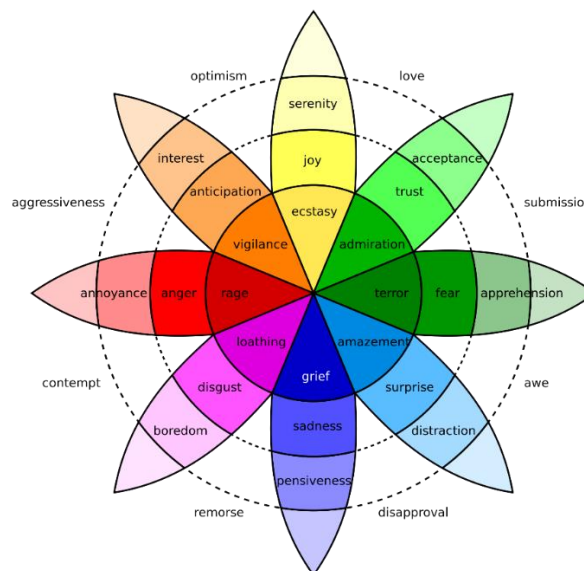 optimism
love
serenity
interest
acceptance
joy
anticipation
trust
aggressiveness
submissio
ecstasy
vigilance
admiration
annoyance
anger
rage
terror
fear
apprehension
loathing
amazement
grief
contempt
disgust
surprise
awe
boredom
sadness
distraction
pensiveness
remorse
disapproval